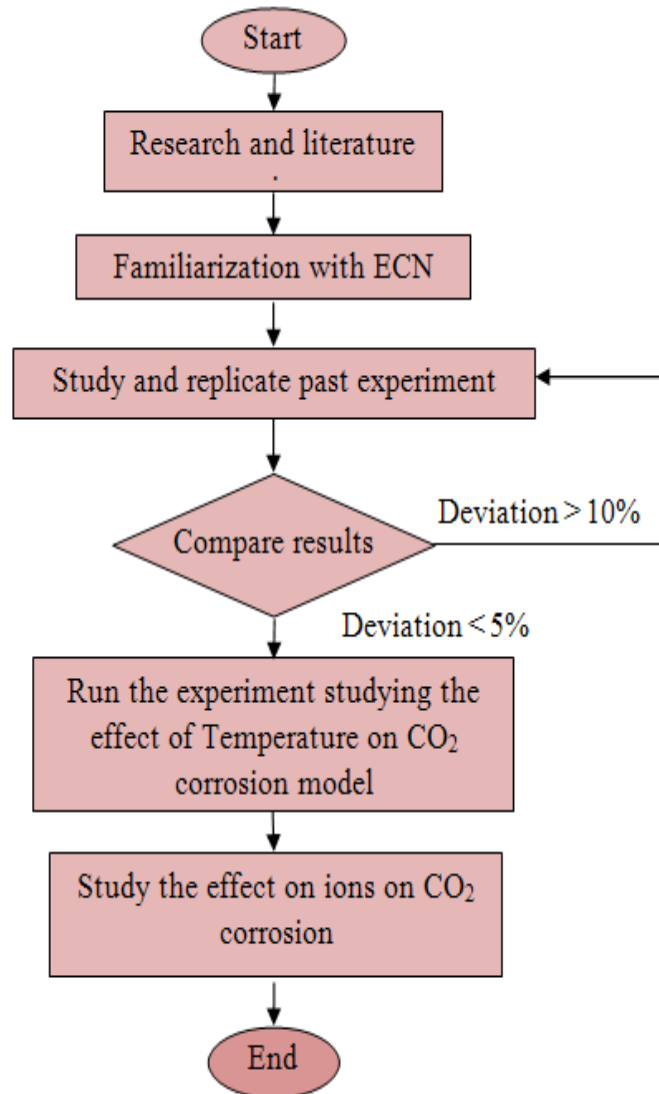 Start
Research and literature
.
Familiarization with ECN
Study and replicate past experiment
Compare results
Deviation > 10%
Deviation < 5%
Run the experiment studying the
effect of Temperature on CO₂
corrosion model
Study the effect on ions on CO₂
corrosion
End